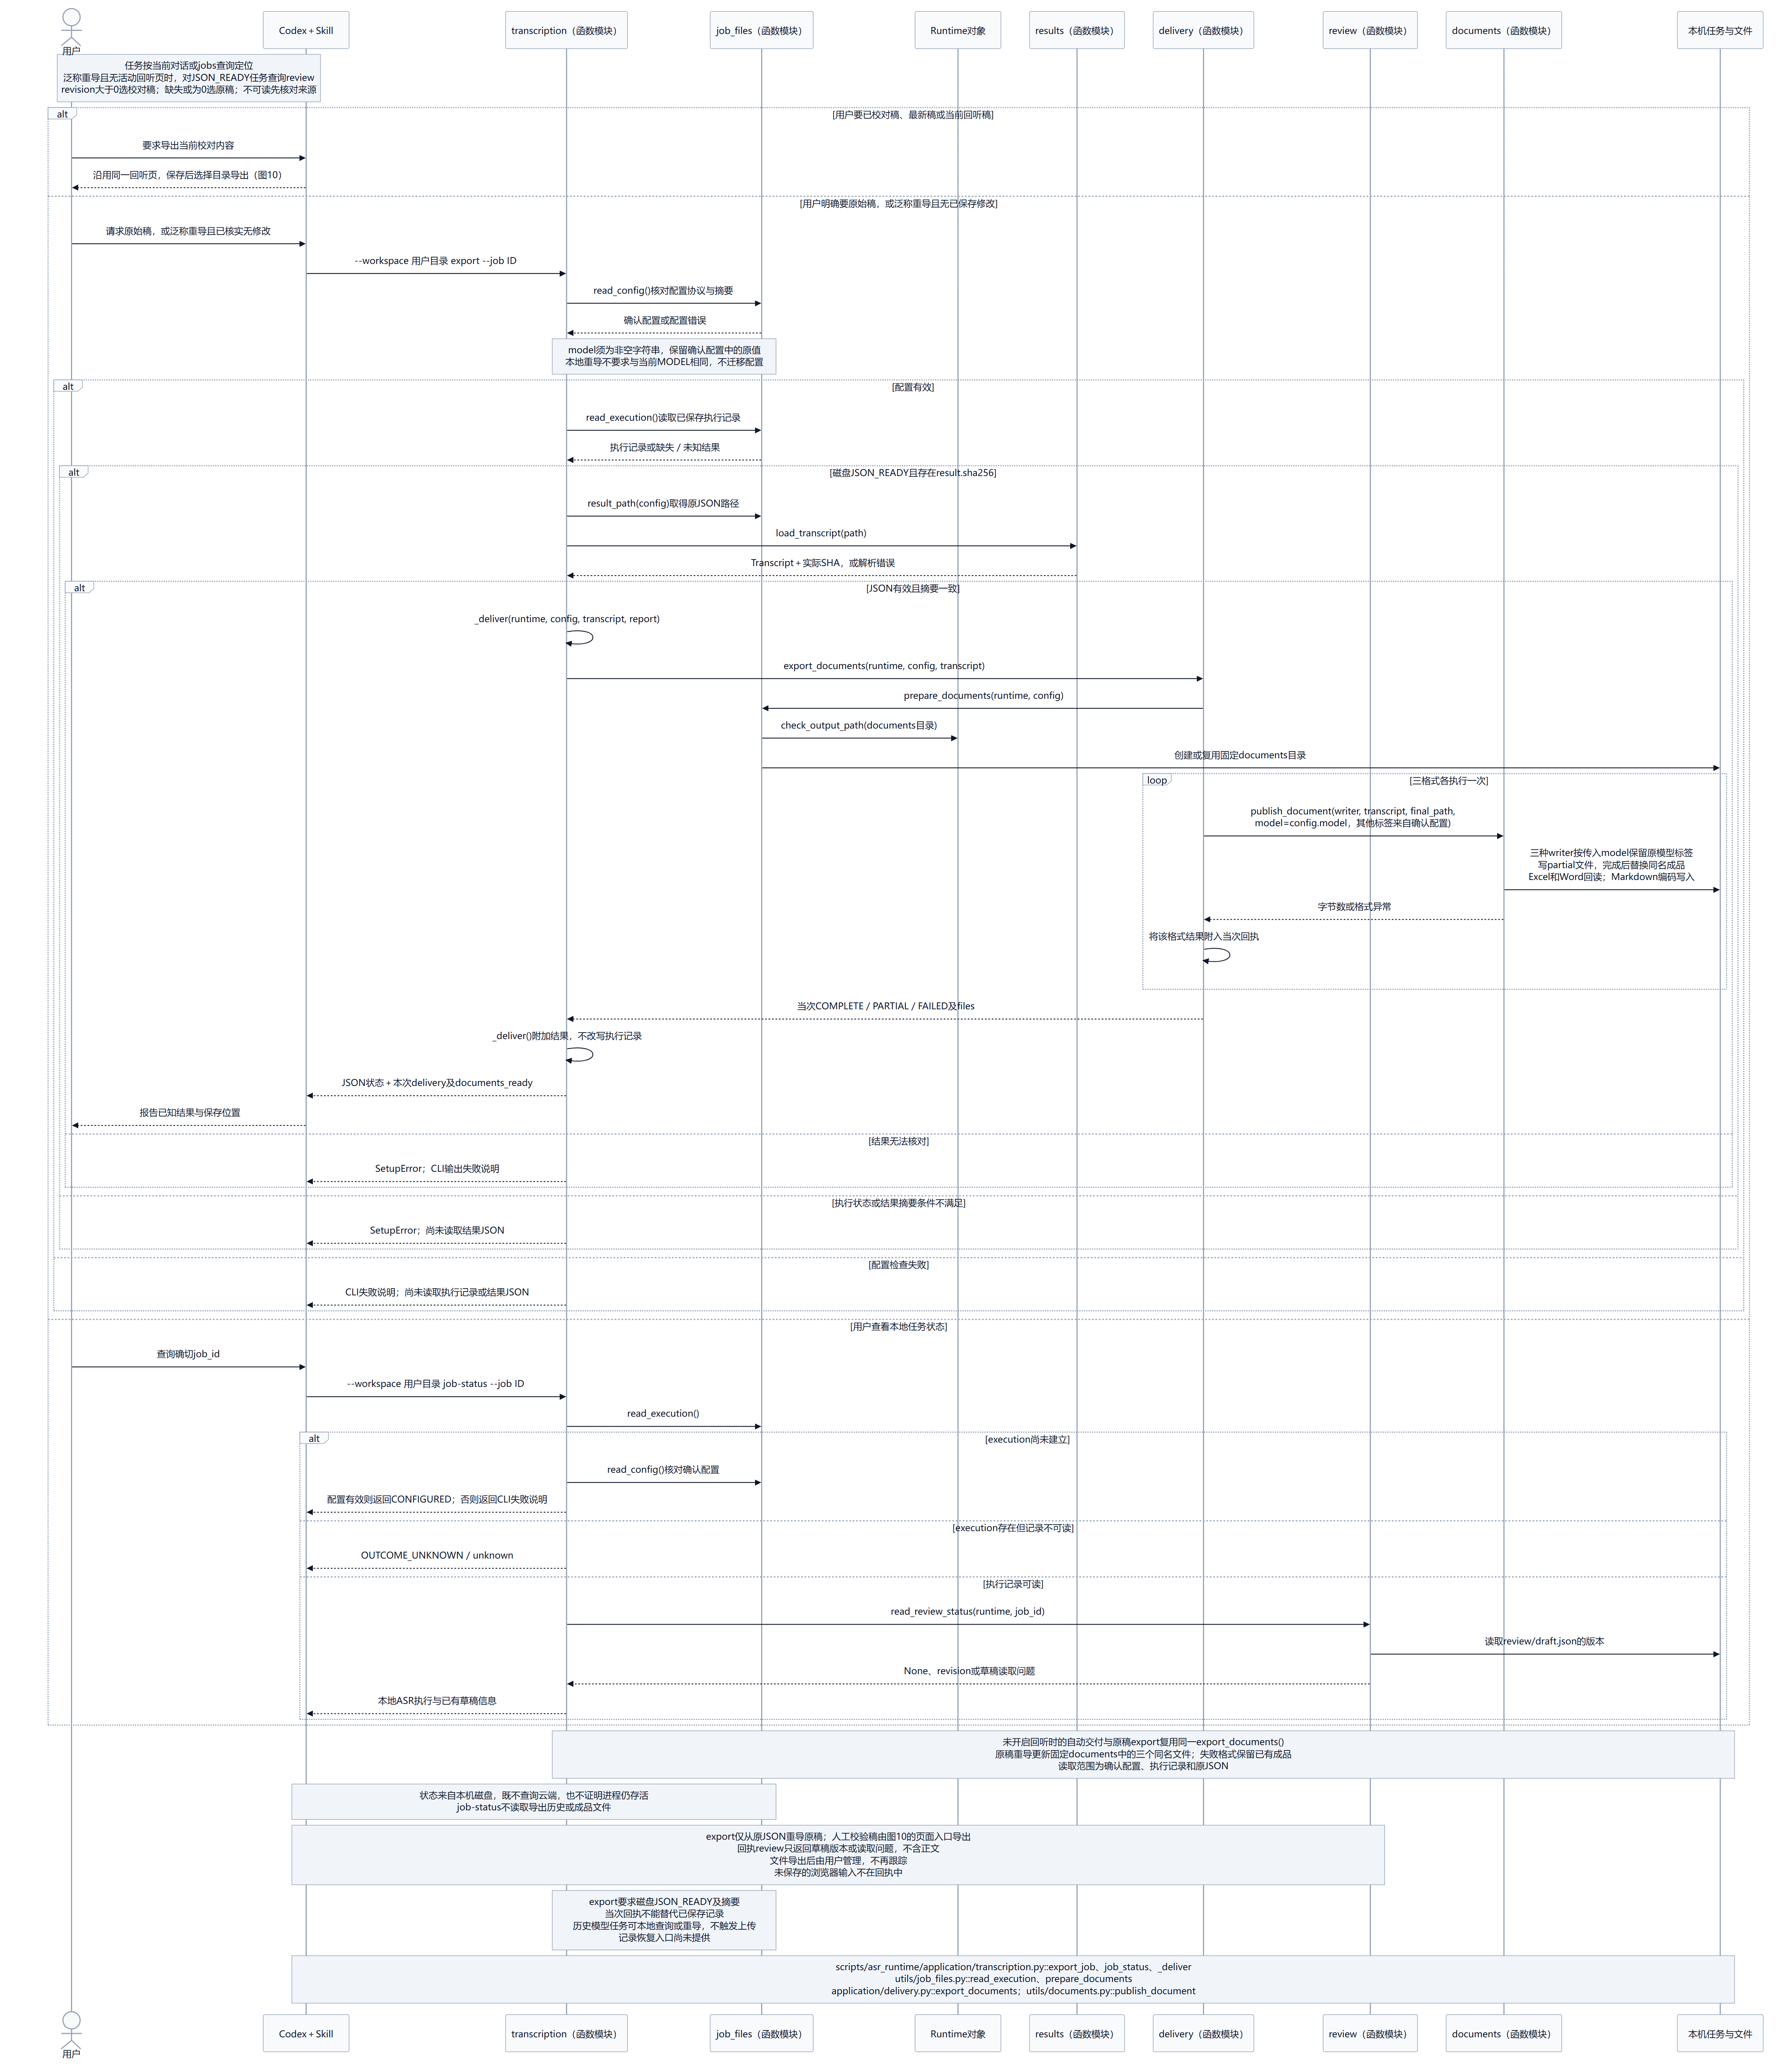 用户
Codex+Skill
transcription（函数模块）
job_files（函数模块）
Runtime对象
results（函数模块）
delivery（函数模块）
review（函数模块）
documents（函数模块）
本机任务与文件
任务按当前对话或jobs查询定位
泛称重导且无活动回听页时，对JSON_READY任务查询review
revision大于0选校对稿；缺失或为0选原稿；不可读先核对来源
alt
[用户要已校对稿、最新稿或当前回听稿]
要求导出当前校对内容
沿用同一回听页，保存后选择目录导出（图10）
[用户明确要原始稿，或泛称重导且无已保存修改]
请求原始稿，或泛称重导且已核实无修改
--workspace 用户目录 export --job ID
read_config()核对配置协议与摘要
确认配置或配置错误
model须为非空字符串，保留确认配置中的原值
本地重导不要求与当前MODEL相同，不迁移配置
alt
[配置有效]
read_execution()读取已保存执行记录
执行记录或缺失 / 未知结果
alt
[磁盘JSON_READY且存在result.sha256]
result_path(config)取得原JSON路径
load_transcript(path)
Transcript+实际SHA，或解析错误
alt
[JSON有效且摘要一致]
_deliver(runtime, config, transcript, report)
export_documents(runtime, config, transcript)
prepare_documents(runtime, config)
check_output_path(documents目录)
创建或复用固定documents目录
loop
[三格式各执行一次]
publish_document(writer, transcript, final_path,
model=config.model，其他标签来自确认配置)
三种writer按传入model保留原模型标签
写partial文件，完成后替换同名成品
Excel和Word回读；Markdown编码写入
字节数或格式异常
将该格式结果附入当次回执
当次COMPLETE / PARTIAL / FAILED及files
_deliver()附加结果，不改写执行记录
JSON状态+本次delivery及documents_ready
报告已知结果与保存位置
[结果无法核对]
SetupError；CLI输出失败说明
[执行状态或结果摘要条件不满足]
SetupError；尚未读取结果JSON
[配置检查失败]
CLI失败说明；尚未读取执行记录或结果JSON
[用户查看本地任务状态]
查询确切job_id
--workspace 用户目录 job-status --job ID
read_execution()
alt
[execution尚未建立]
read_config()核对确认配置
配置有效则返回CONFIGURED；否则返回CLI失败说明
[execution存在但记录不可读]
OUTCOME_UNKNOWN / unknown
[执行记录可读]
read_review_status(runtime, job_id)
读取review/draft.json的版本
None、revision或草稿读取问题
本地ASR执行与已有草稿信息
未开启回听时的自动交付与原稿export复用同一export_documents()
原稿重导更新固定documents中的三个同名文件；失败格式保留已有成品
读取范围为确认配置、执行记录和原JSON
状态来自本机磁盘，既不查询云端，也不证明进程仍存活
job-status不读取导出历史或成品文件
export仅从原JSON重导原稿；人工校验稿由图10的页面入口导出
回执review只返回草稿版本或读取问题，不含正文
文件导出后由用户管理，不再跟踪
未保存的浏览器输入不在回执中
export要求磁盘JSON_READY及摘要
当次回执不能替代已保存记录
历史模型任务可本地查询或重导，不触发上传
记录恢复入口尚未提供
scripts/asr_runtime/application/transcription.py::export_job、job_status、_deliver
utils/job_files.py::read_execution、prepare_documents
application/delivery.py::export_documents；utils/documents.py::publish_document
用户
Codex+Skill
transcription（函数模块）
job_files（函数模块）
Runtime对象
results（函数模块）
delivery（函数模块）
review（函数模块）
documents（函数模块）
本机任务与文件